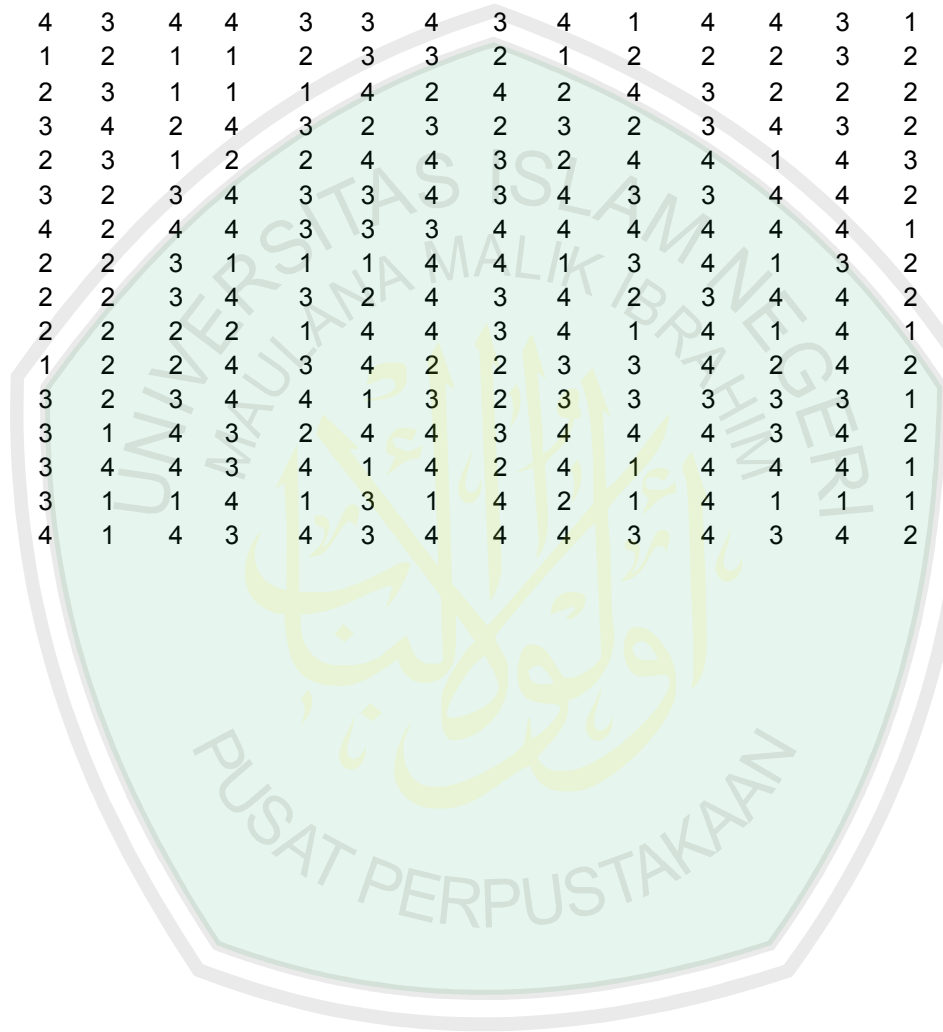 4 3 4 4 3 3 4 3 4 1 4 4 3 1
1 2 1 1 2 3 3 2 1 2 2 2 3 2
2 3 1 1 1 4 2 4 2 4 3 2 2 2
3 4 2 4 3 2 3 2 3 2 3 4 3 2
2 3 1 2 2 4 4 3 2 4 4 1 4 3
3 2 3 4 3 3 4 3 4 3 3 4 4 2
4 2 4 4 3 3 3 4 4 4 4 4 4 1
2 2 3 1 1 1 4 4 1 3 4 1 3 2
2 2 3 4 3 2 4 3 4 2 3 4 4 2
2 2 2 2 1 4 4 3 4 1 4 1 4 1
1 2 2 4 3 4 2 2 3 3 4 2 4 2
3 2 3 4 4 1 3 2 3 3 3 3 3 1
3 1 4 3 2 4 4 3 4 4 4 3 4 2
3 4 4 3 4 1 4 2 4 1 4 4 4 1
3 1 1 4 1 3 1 4 2 1 4 1 1 1
4 1 4 3 4 3 4 4 4 3 4 3 4 2
UNIVERSITAS ISLAM NEGERI
MAULANA MALIK IBRAHIM
PUSAT PERPUSTAKAAN